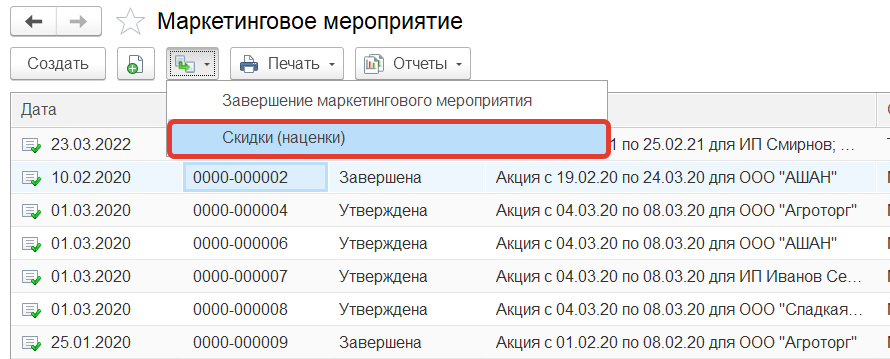 Маркетинговое мероприятие
Создать Печать Отчеты
Завершение маркетингового мероприятия
Дата
Скидки (наценки)
23.03.2022 1 по 25.02.21 для ИП Смирнов; ...
10.02.2020 0000-000002 Завершена Акция с 19.02.20 по 24.03.20 для ООО "АШАН"
01.03.2020 0000-000004 Утверждена Акция с 04.03.20 по 08.03.20 для ООО "Агроторг"
01.03.2020 0000-000006 Утверждена Акция с 04.03.20 по 08.03.20 для ООО "АШАН"
01.03.2020 0000-000007 Утверждена Акция с 04.03.20 по 08.03.20 для ИП Иванов Се...
01.03.2020 0000-000008 Утверждена Акция с 04.03.20 по 08.03.20 для ООО "Сладкая...
25.01.2020 0000-000009 Завершена Акция с 01.02.20 по 08.02.20 для ООО "Агроторг"